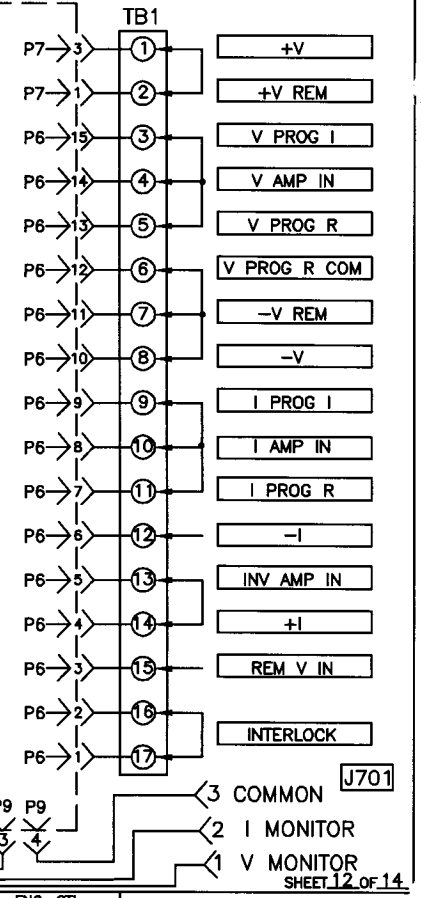 TB1
P7 3 1 +V
P7 1 2 +V REM
P6 15 3 V PROG I
P6 14 4 V AMP IN
P6 13 5 V PROG R
P6 12 6 V PROG R COM
P6 11 7 −V REM
P6 10 8 −V
P6 9 9 I PROG I
P6 8 10 I AMP IN
P6 7 11 I PROG R
P6 6 12 −I
P6 5 13 INV AMP IN
P6 4 14 +I
P6 3 15 REM V IN
P6 2 16
INTERLOCK
P6 1 17
J701
P9 P9
3 4
3 COMMON
2 I MONITOR
1 V MONITOR
SHEET 12 OF 14